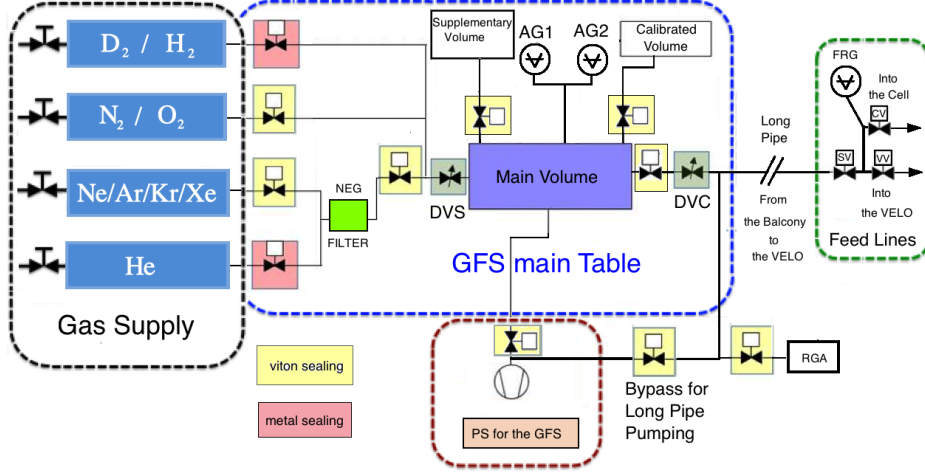 D2 / H2
N2 / O2
Ne/Ar/Kr/Xe
He
Gas Supply
NEG
FILTER
DVS
Supplementary
Volume
AG1
AG2
Calibrated
Volume
Main Volume
DVC
GFS main Table
Long
Pipe
From
the Balcony
to
the VELO
FRG
Into
the Cell
CV
SV
VV
Into
the VELO
Feed Lines
viton sealing
metal sealing
PS for the GFS
Bypass for
Long Pipe
Pumping
RGA